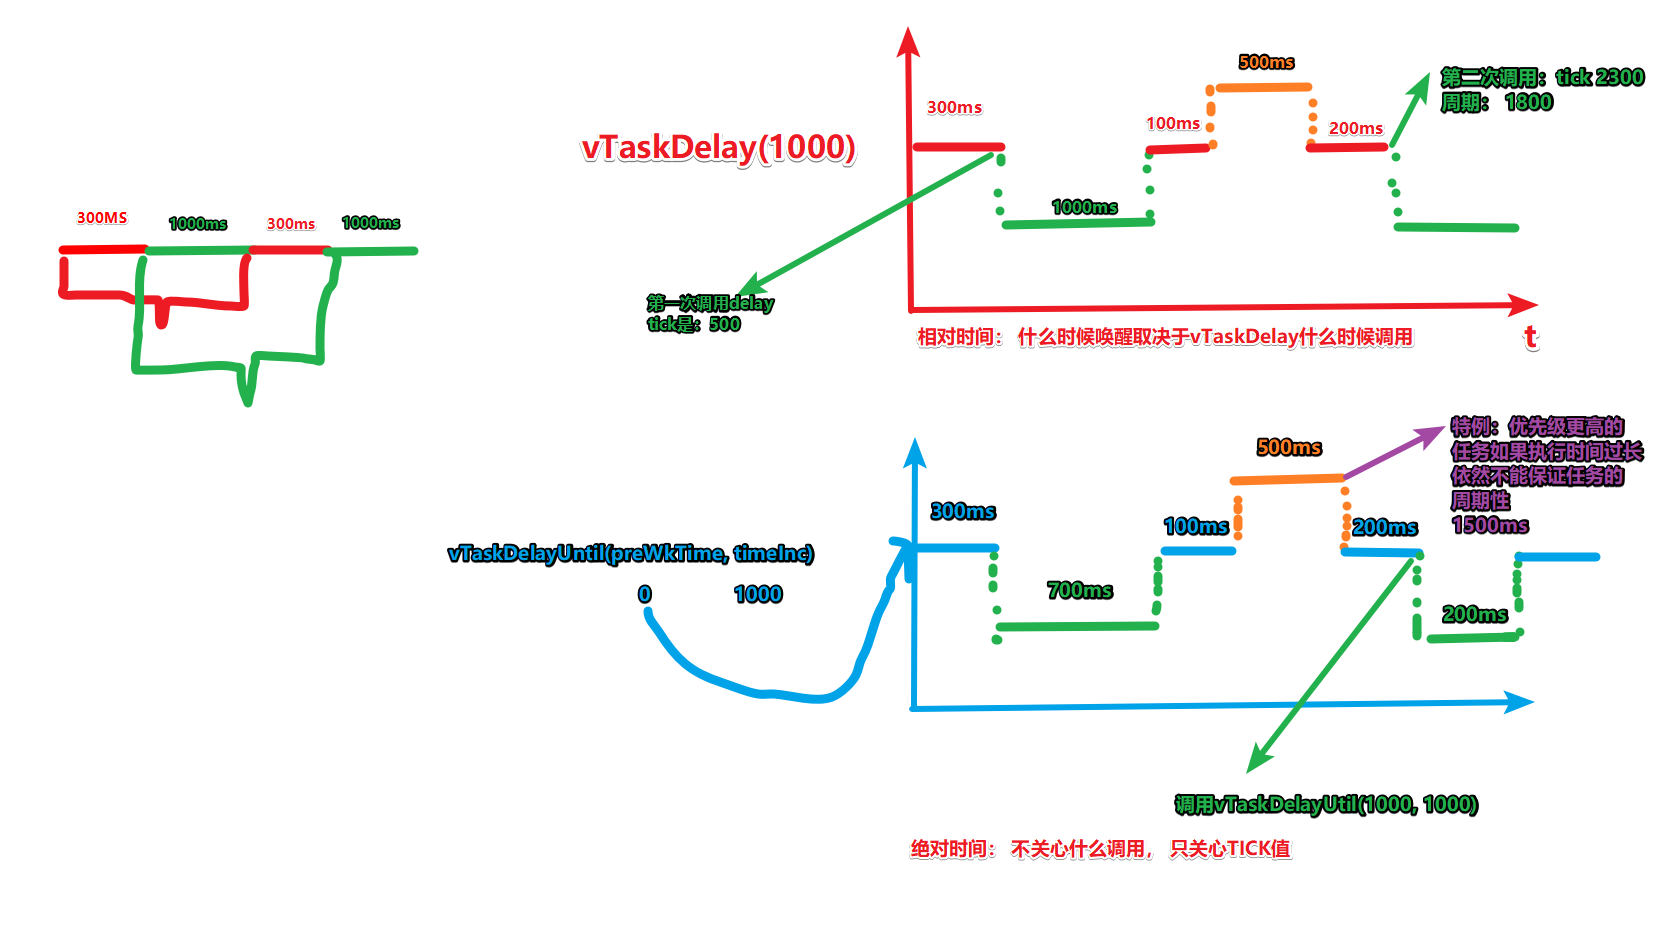 300MS
1000ms
300ms
1000ms
vTaskDelay(1000)
300ms
1000ms
100ms
500ms
200ms
第二次调用：tick 2300
周期： 1800
第一次调用delay
tick是：500
相对时间： 什么时候唤醒取决于vTaskDelay什么时候调用
t
vTaskDelayUntil(preWkTime, timeInc)
0
1000
300ms
700ms
100ms
500ms
200ms
200ms
特例：优先级更高的
任务如果执行时间过长
依然不能保证任务的
周期性
1500ms
调用vTaskDelayUtil(1000, 1000)
绝对时间： 不关心什么调用， 只关心TICK值